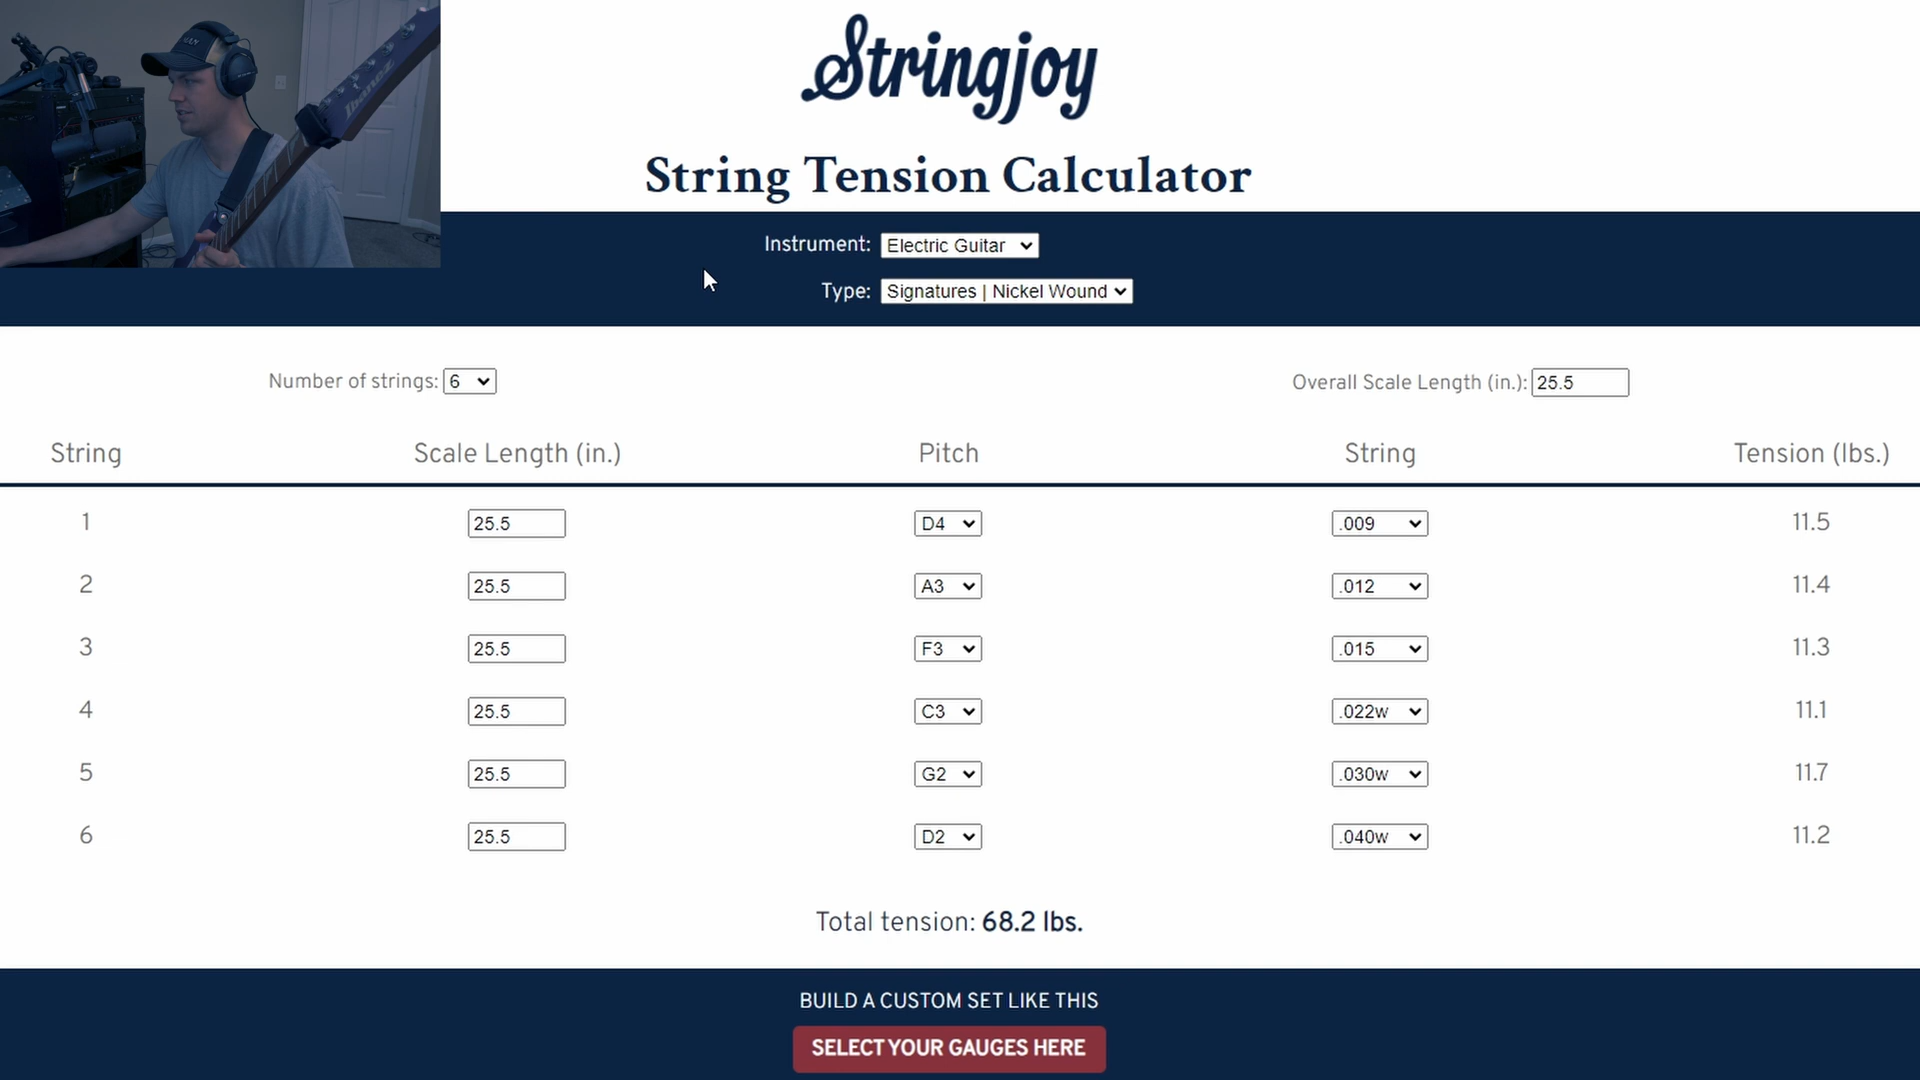 Stringjoy
String Tension Calculator
Instrument: Electric Guitar
Type: Signatures | Nickel Wound
Number of strings: 6
Overall Scale Length (in.): 25.5
String Scale Length (in.) Pitch String Tension (lbs.)
1 25.5 D4 .009 11.5
2 25.5 A3 .012 11.4
3 25.5 F3 .015 11.3
4 25.5 C3 .022w 11.1
5 25.5 G2 .030w 11.7
6 25.5 D2 .040w 11.2
Total tension: 68.2 lbs.
BUILD A CUSTOM SET LIKE THIS
SELECT YOUR GAUGES HERE
Ibanez